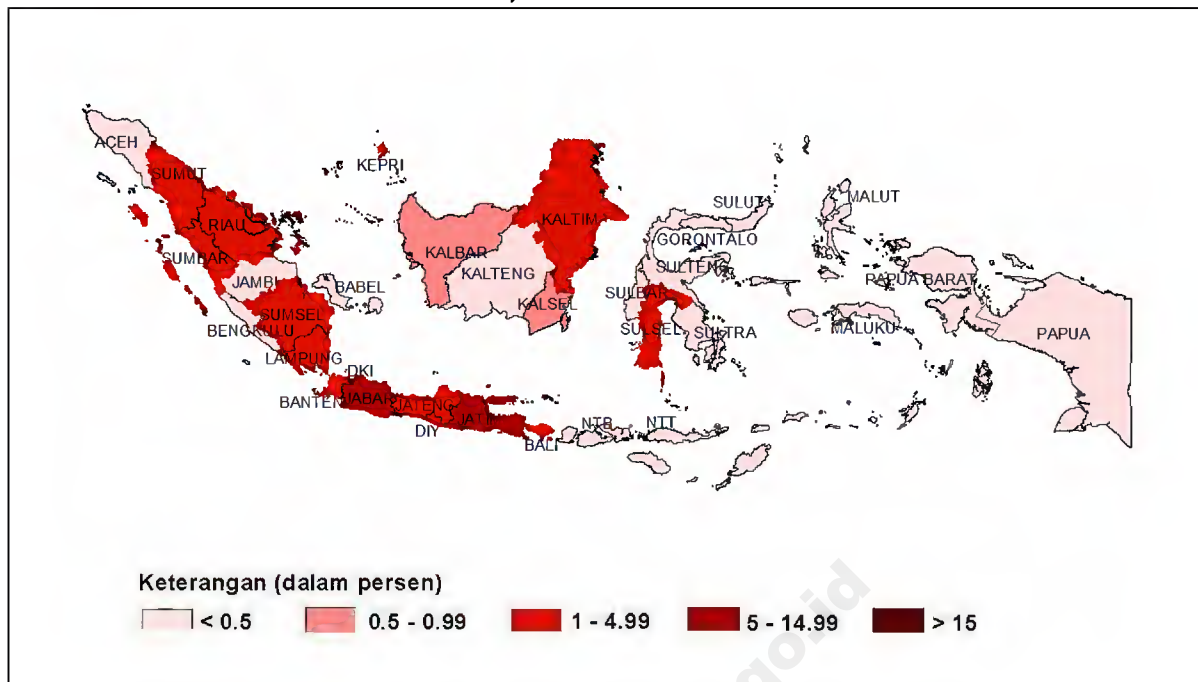 ACEH
SUMUT
KEPRI
RIAU
SUMBAR
JAMBI
BABEL
SUMSEL
BENGKULU
LAMPUNG
DKI
BANTEN
JABAR
JATENG
DIY
JATIM
BALI
NTB
NTT
KALBAR
KALTENG
KALTIM
KALSEL
SULUT
GORONTALO
SULTENG
SULBAR
SULSEL
SULTRA
MALUT
MALUKU
PAPUA BARAT
PAPUA
Keterangan (dalam persen)
< 0.5
0.5 - 0.99
1 - 4.99
5 - 14.99
> 15
go.id